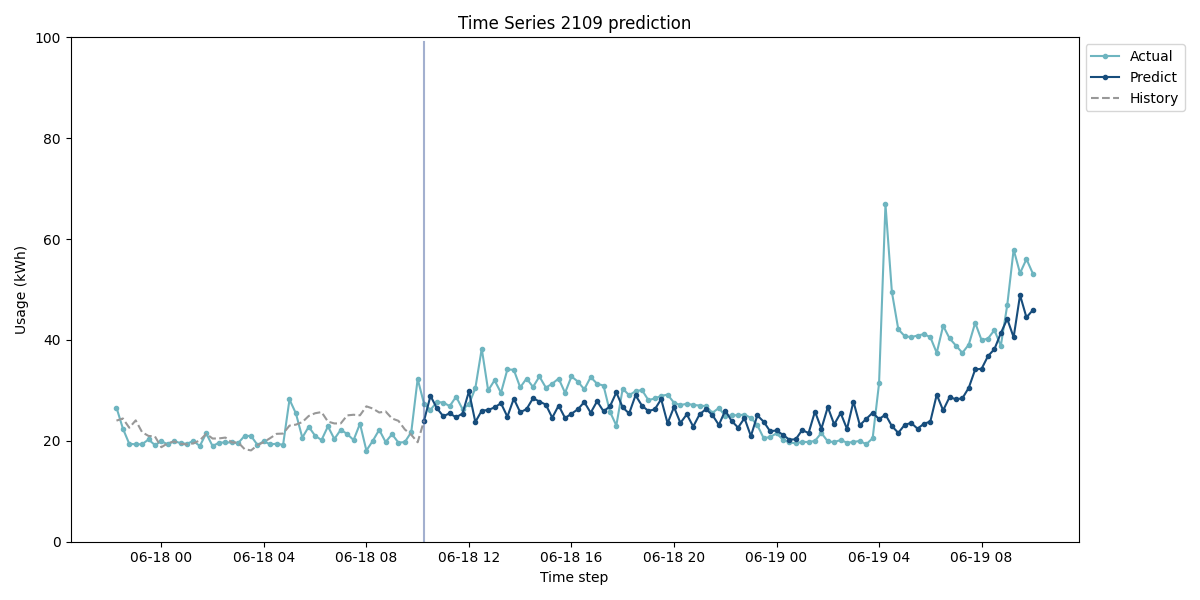 Time Series 2109 prediction
100
80
60
40
20
0
Usage (kWh)
06-18 00
06-18 04
06-18 08
06-18 12
06-18 16
06-18 20
06-19 00
06-19 04
06-19 08
Time step
Actual
Predict
History